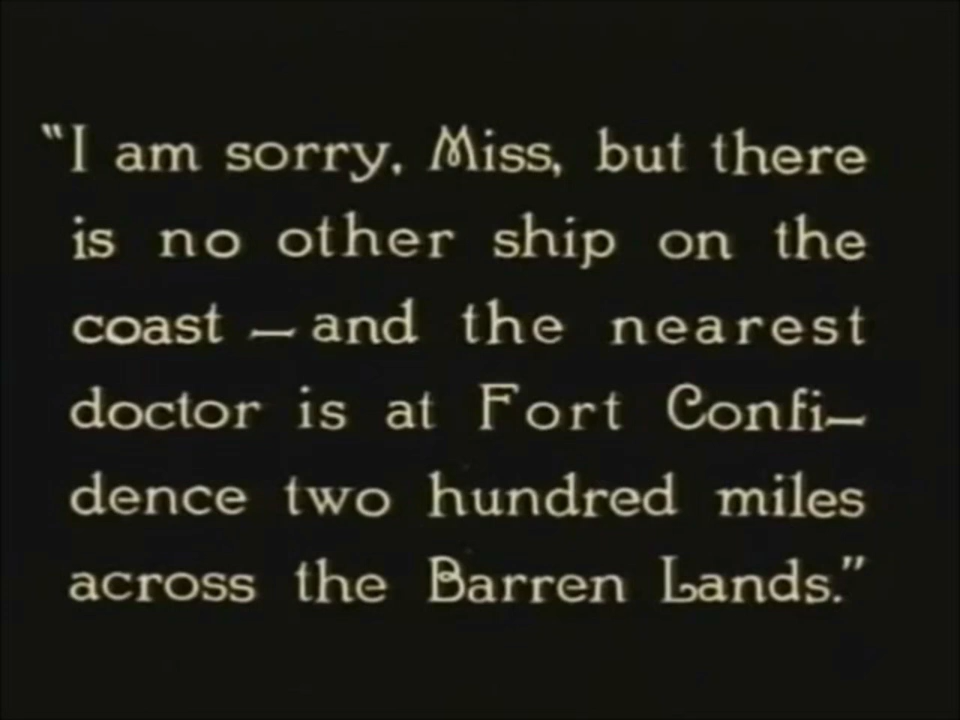 “I am sorry, Miss, but there
is no other ship on the
coast — and the nearest
doctor is at Fort Confi—
dence two hundred miles
across the Barren Lands.”